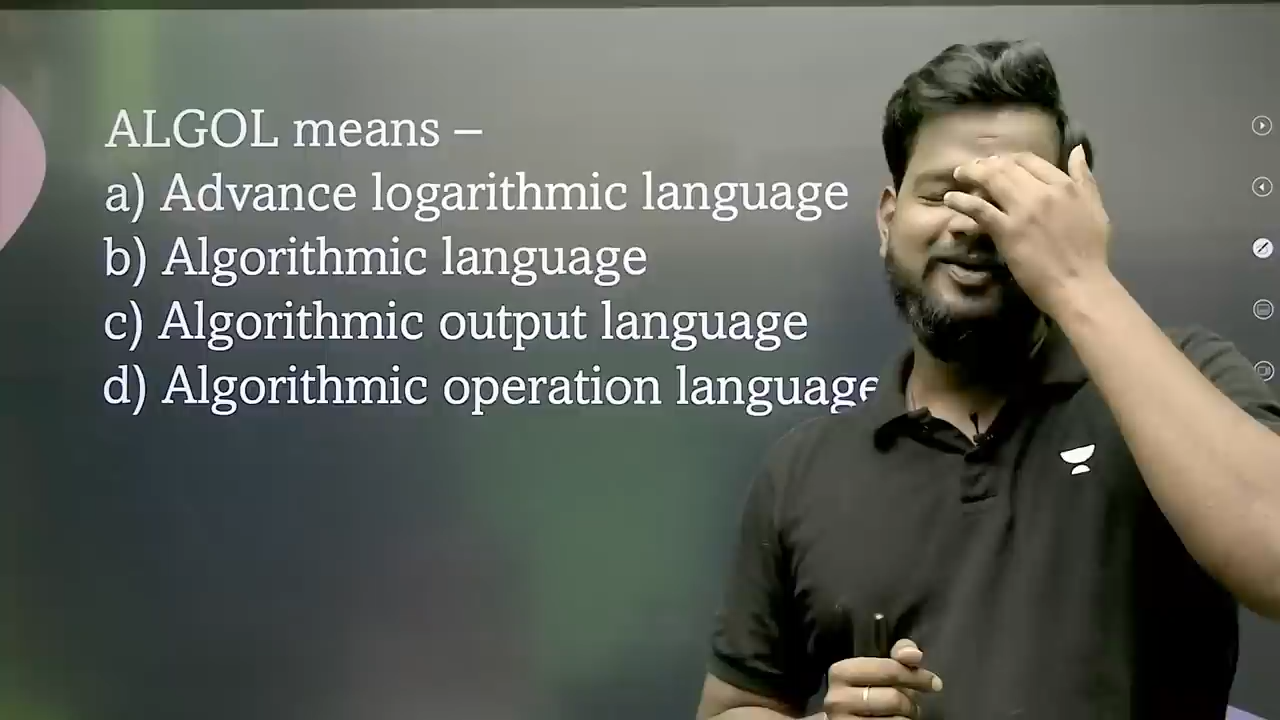 ALGOL means –
a) Advance logarithmic language
b) Algorithmic language
c) Algorithmic output language
d) Algorithmic operation language